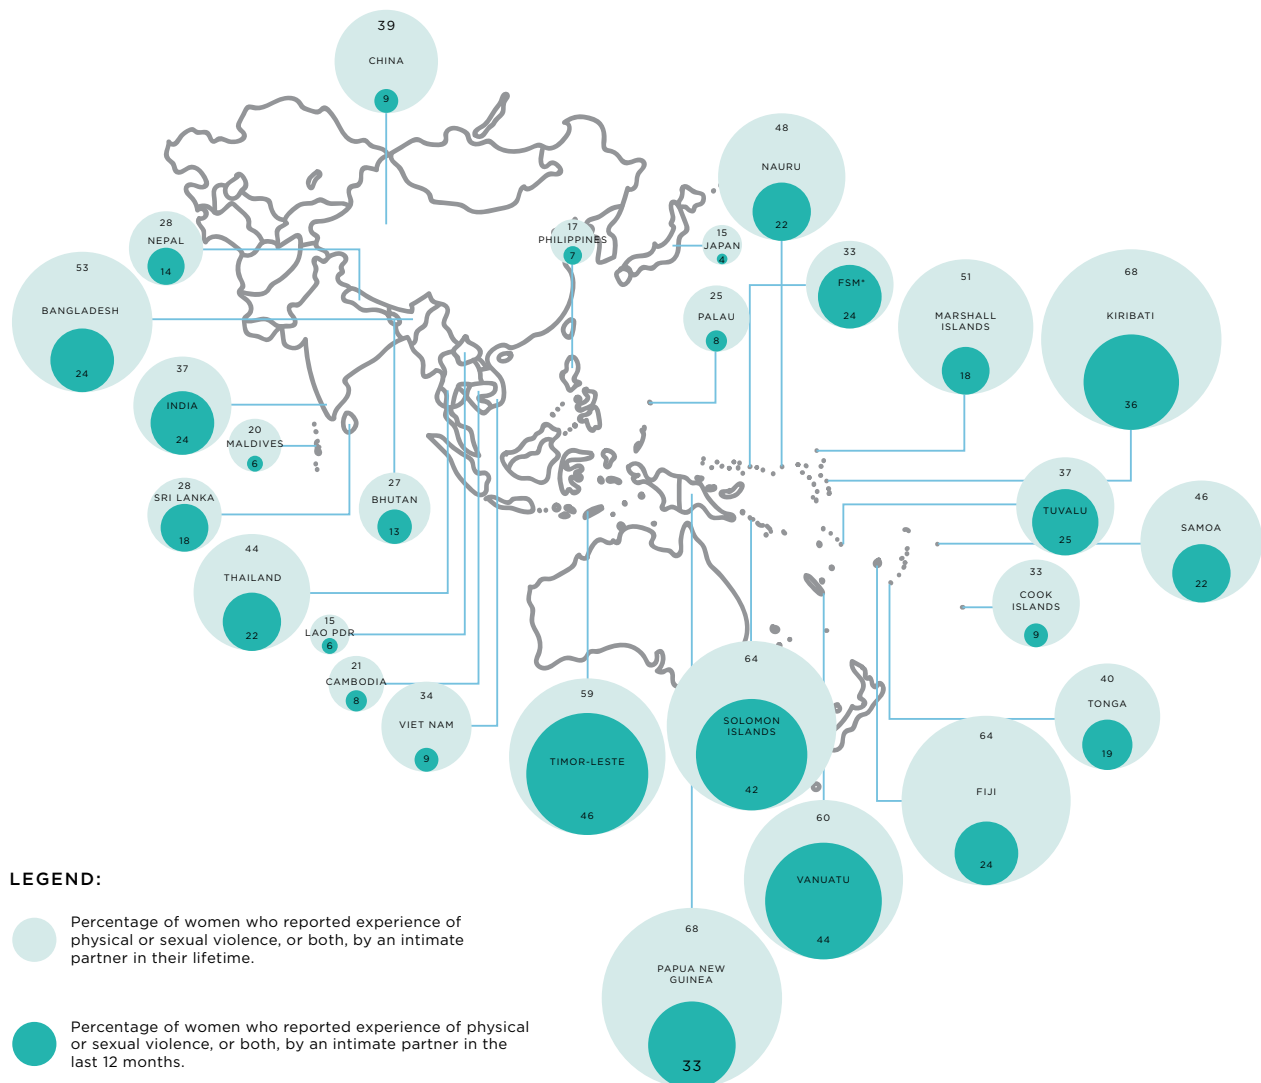 39
CHINA
9
48
NAURU
22
28
NEPAL
14
17
PHILIPPINES
7
15
JAPAN
4
33
FSM*
24
53
BANGLADESH
24
25
PALAU
8
51
MARSHALL
ISLANDS
18
68
KIRIBATI
36
37
INDIA
24
20
MALDIVES
6
28
SRI LANKA
18
27
BHUTAN
13
37
TUVALU
25
46
SAMOA
22
44
THAILAND
22
33
COOK
ISLANDS
9
15
LAO PDR
6
21
CAMBODIA
8
34
VIET NAM
9
59
TIMOR-LESTE
46
64
SOLOMON
ISLANDS
42
40
TONGA
19
64
FIJI
24
60
VANUATU
44
68
PAPUA NEW
GUINEA
33
LEGEND:
Percentage of women who reported experience of
physical or sexual violence, or both, by an intimate
partner in their lifetime.
Percentage of women who reported experience of physical
or sexual violence, or both, by an intimate partner in the
last 12 months.